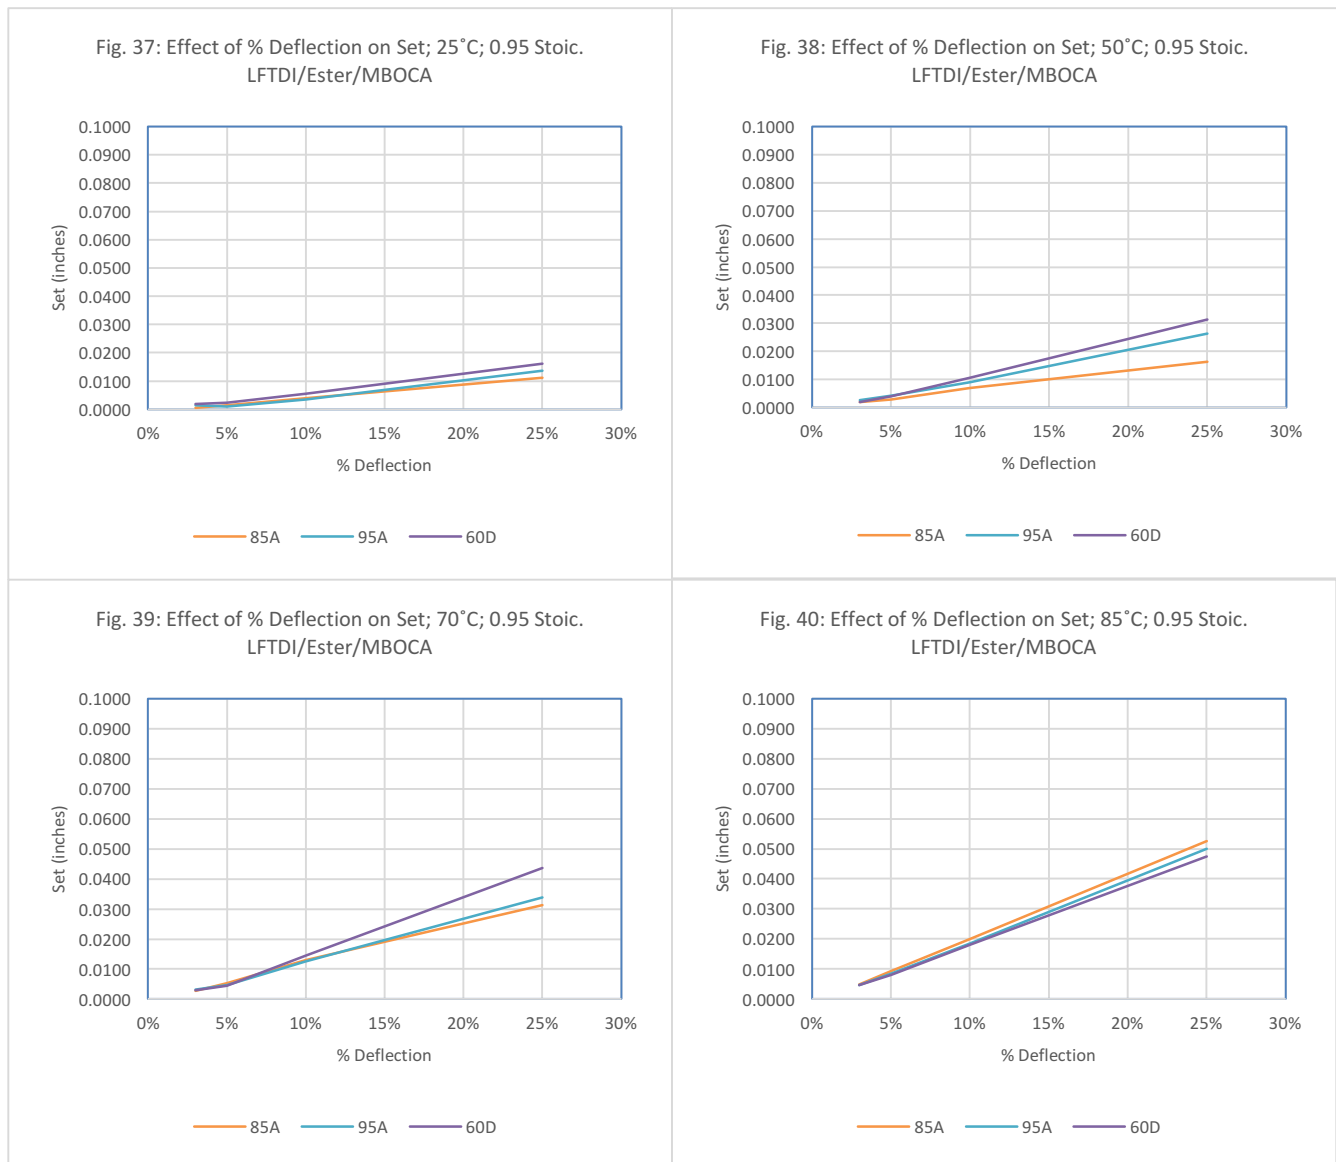 Fig. 37: Effect of % Deflection on Set; 25˚C; 0.95 Stoic.
LFTDI/Ester/MBOCA
0.1000
0.0900
0.0800
0.0700
0.0600
0.0500
0.0400
0.0300
0.0200
0.0100
0.0000
Set (inches)
0% 5% 10% 15% 20% 25% 30%
% Deflection
85A 95A 60D
Fig. 38: Effect of % Deflection on Set; 50˚C; 0.95 Stoic.
LFTDI/Ester/MBOCA
0.1000
0.0900
0.0800
0.0700
0.0600
0.0500
0.0400
0.0300
0.0200
0.0100
0.0000
Set (inches)
0% 5% 10% 15% 20% 25% 30%
% Deflection
85A 95A 60D
Fig. 39: Effect of % Deflection on Set; 70˚C; 0.95 Stoic.
LFTDI/Ester/MBOCA
0.1000
0.0900
0.0800
0.0700
0.0600
0.0500
0.0400
0.0300
0.0200
0.0100
0.0000
Set (inches)
0% 5% 10% 15% 20% 25% 30%
% Deflection
85A 95A 60D
Fig. 40: Effect of % Deflection on Set; 85˚C; 0.95 Stoic.
LFTDI/Ester/MBOCA
0.1000
0.0900
0.0800
0.0700
0.0600
0.0500
0.0400
0.0300
0.0200
0.0100
0.0000
Set (inches)
0% 5% 10% 15% 20% 25% 30%
% Deflection
85A 95A 60D